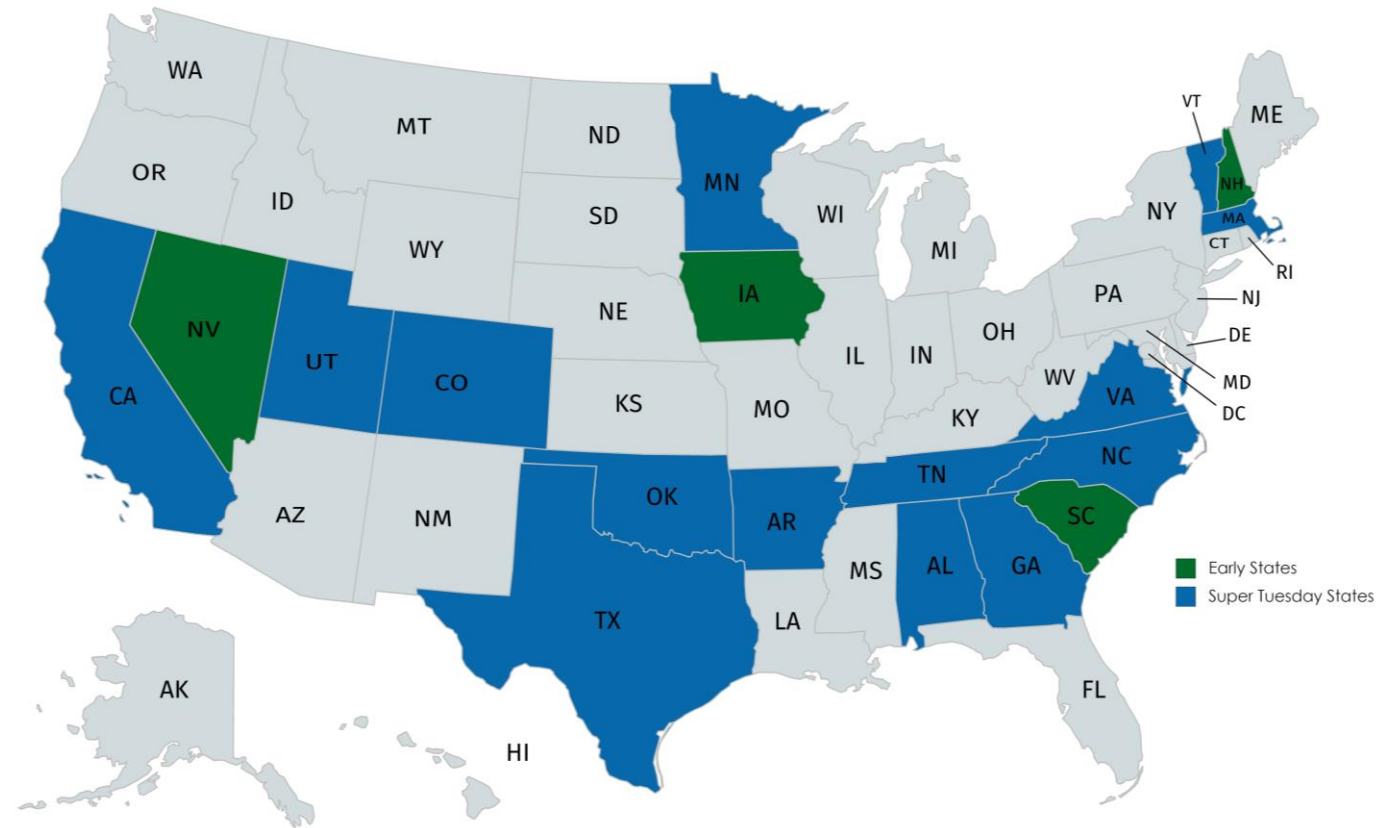 WA
MT
ND
MN
VT
ME
OR
ID
SD
WI
NH
NY
MA
WY
MI
CT
RI
IA
PA
NJ
NV
NE
OH
DE
UT
IL
IN
CO
WV
MD
CA
KS
MO
VA
DC
KY
NC
TN
OK
AZ
NM
AR
SC
MS
AL
GA
Early States
Super Tuesday States
TX
LA
AK
FL
HI